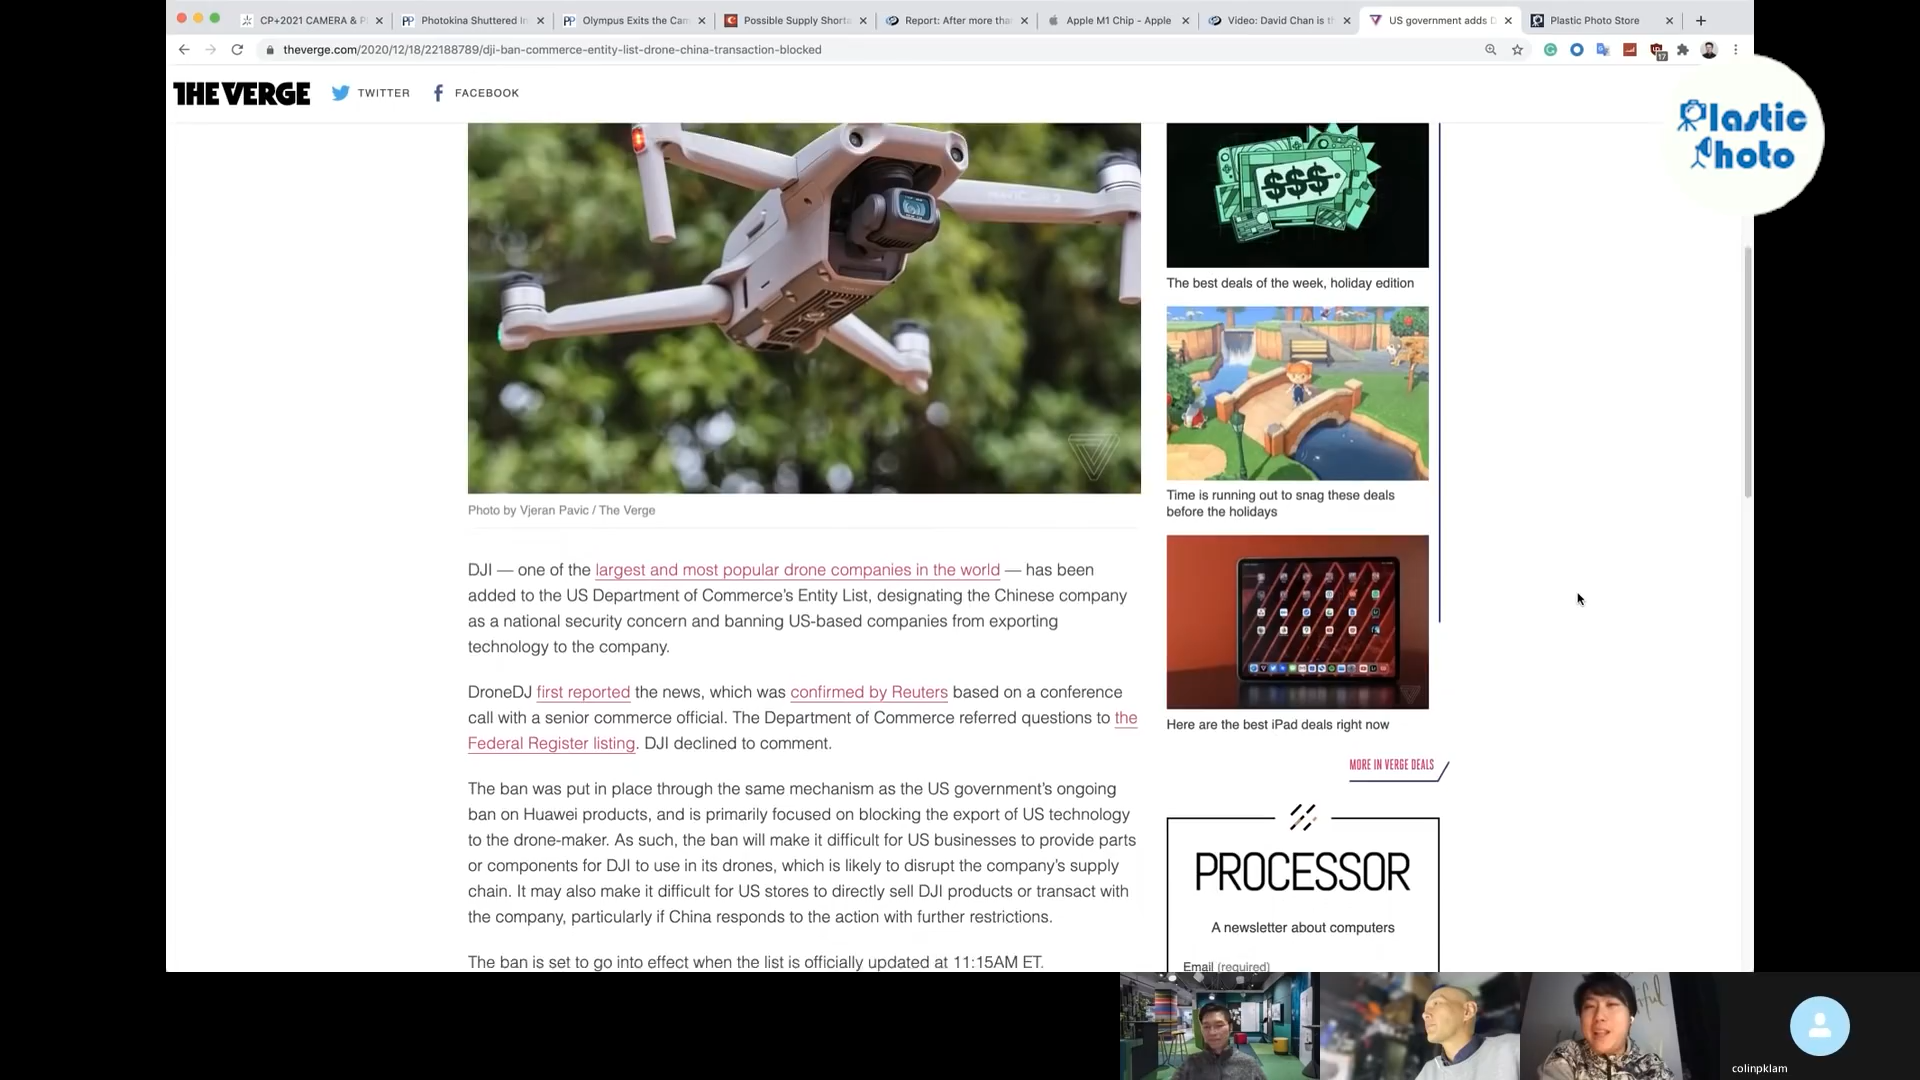 CP+2021 CAMERA & P
Photokina Shuttered In
Olympus Exits the Cam
Possible Supply Shorta
Report: After more tha
Apple M1 Chip - Apple
Video: David Chan is t
US government adds D
Plastic Photo Store
theverge.com/2020/12/18/22188789/dji-ban-commerce-entity-list-drone-china-transaction-blocked
THE VERGE
TWITTER
FACEBOOK
Plastic
Photo
$$$
The best deals of the week, holiday edition
Time is running out to snag these deals
before the holidays
Here are the best iPad deals right now
MORE IN VERGE DEALS
PROCESSOR
A newsletter about computers
Email (required)
Photo by Vjeran Pavic / The Verge
DJI — one of the largest and most popular drone companies in the world — has been
added to the US Department of Commerce's Entity List, designating the Chinese company
as a national security concern and banning US-based companies from exporting
technology to the company.
DroneDJ first reported the news, which was confirmed by Reuters based on a conference
call with a senior commerce official. The Department of Commerce referred questions to the
Federal Register listing. DJI declined to comment.
The ban was put in place through the same mechanism as the US government's ongoing
ban on Huawei products, and is primarily focused on blocking the export of US technology
to the drone-maker. As such, the ban will make it difficult for US businesses to provide parts
or components for DJI to use in its drones, which is likely to disrupt the company's supply
chain. It may also make it difficult for US stores to directly sell DJI products or transact with
the company, particularly if China responds to the action with further restrictions.
The ban is set to go into effect when the list is officially updated at 11:15AM ET.
colinpklam